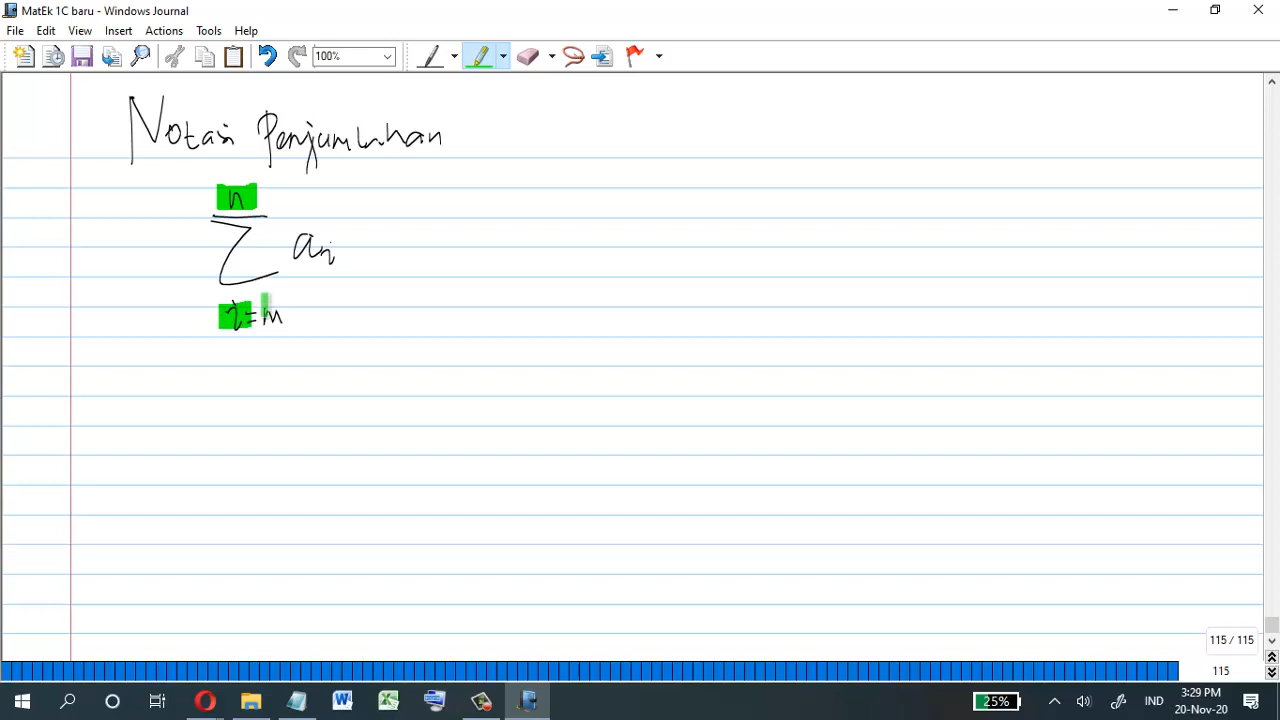 MatEk 1C baru - Windows Journal
File Edit View Insert Actions Tools Help
100%
Notasi Penjumlahan
n
∑ aᵢ
i=m
115 / 115
115
25% IND 3:29 PM
20-Nov-20